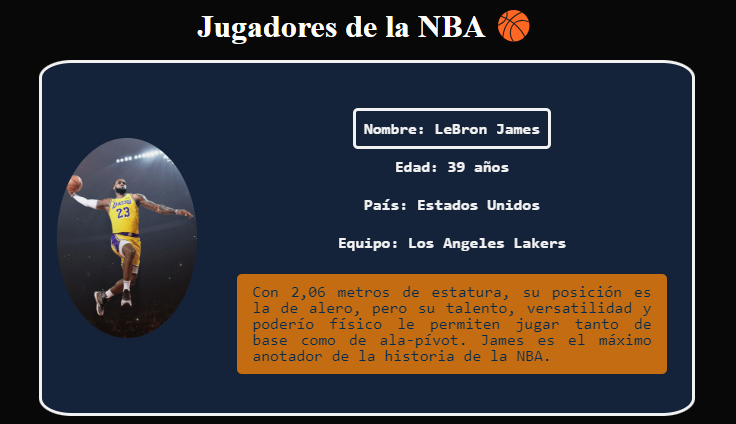 Jugadores de la NBA 🏀
Nombre: LeBron James
Edad: 39 años
País: Estados Unidos
Equipo: Los Angeles Lakers
LAKERS
23
Con 2,06 metros de estatura, su posición es
la de alero, pero su talento, versatilidad y
poderío físico le permiten jugar tanto de
base como de ala-pívot. James es el máximo
anotador de la historia de la NBA.